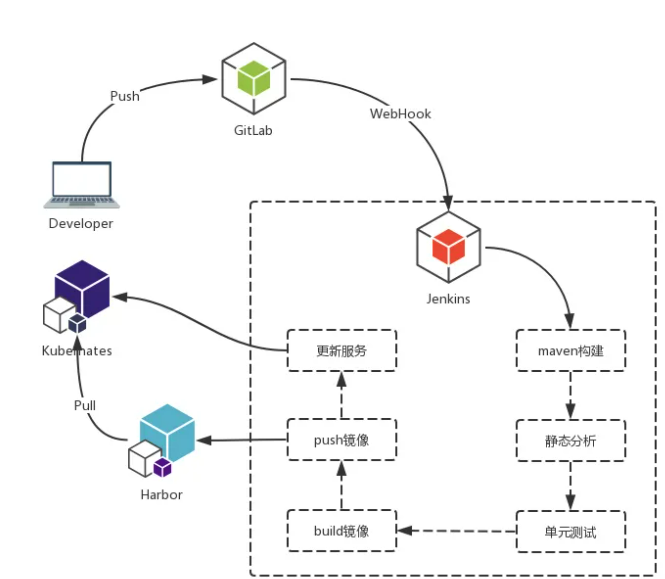 Push
GitLab
WebHook
Developer
Jenkins
Kubernates
更新服务
maven构建
Pull
push镜像
静态分析
Harbor
build镜像
单元测试